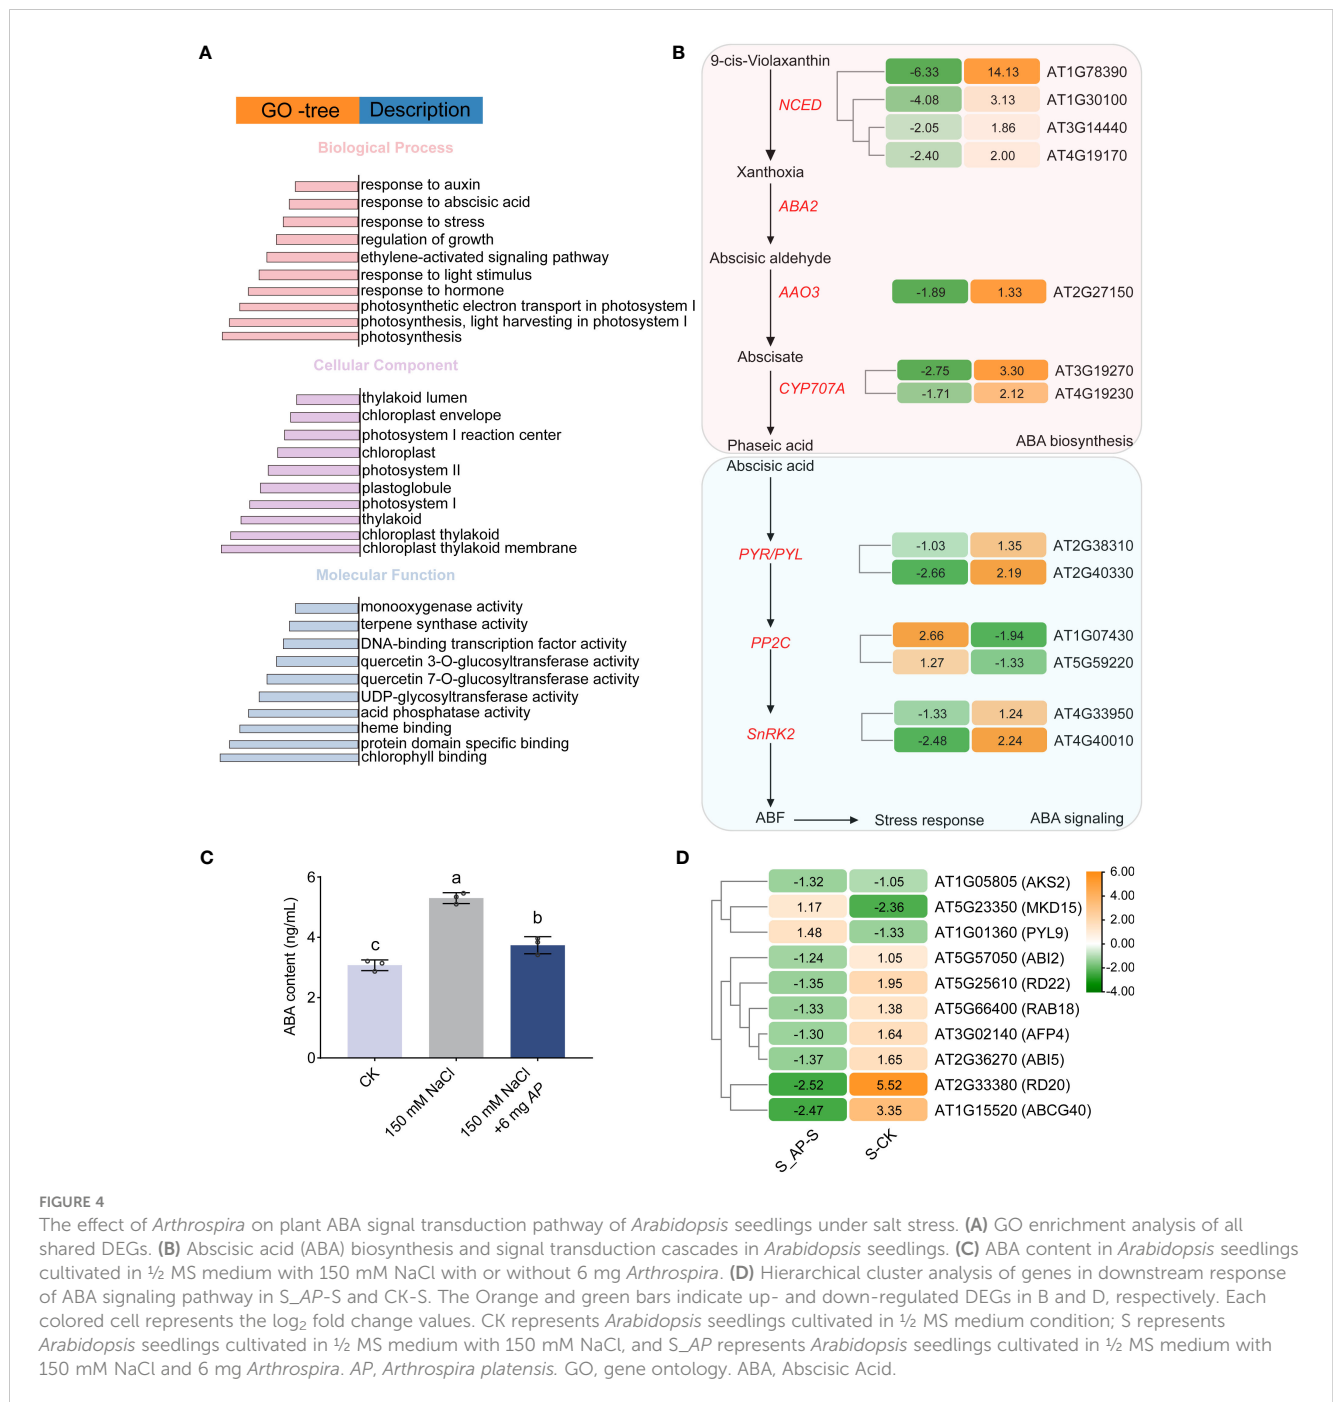 A
GO -tree Description
Biological Process
response to auxin
response to abscisic acid
response to stress
regulation of growth
ethylene-activated signaling pathway
response to light stimulus
response to hormone
photosynthetic electron transport in photosystem I
photosynthesis, light harvesting in photosystem I
photosynthesis
Cellular Component
thylakoid lumen
chloroplast envelope
photosystem I reaction center
chloroplast
photosystem II
plastoglobule
photosystem I
thylakoid
chloroplast thylakoid
chloroplast thylakoid membrane
Molecular Function
monooxygenase activity
terpene synthase activity
DNA-binding transcription factor activity
quercetin 3-O-glucosyltransferase activity
quercetin 7-O-glucosyltransferase activity
UDP-glycosyltransferase activity
acid phosphatase activity
heme binding
protein domain specific binding
chlorophyll binding
B
9-cis-Violaxanthin
-6.33 14.13 AT1G78390
NCED
-4.08 3.13 AT1G30100
-2.05 1.86 AT3G14440
-2.40 2.00 AT4G19170
Xanthoxia
ABA2
Abscisic aldehyde
AAO3
-1.89 1.33 AT2G27150
Abscisate
-2.75 3.30 AT3G19270
CYP707A
-1.71 2.12 AT4G19230
Phaseic acid
ABA biosynthesis
Abscisic acid
-1.03 1.35 AT2G38310
PYR/PYL
-2.66 2.19 AT2G40330
2.66 -1.94 AT1G07430
PP2C
1.27 -1.33 AT5G59220
-1.33 1.24 AT4G33950
SnRK2
-2.48 2.24 AT4G40010
ABF
Stress response
ABA signaling
C
ABA content (ng/mL)
6
4
2
0
c
a
b
CK
150 mM NaCl
150 mM NaCl
+6 mg AP
D
-1.32 -1.05 AT1G05805 (AKS2)
1.17 -2.36 AT5G23350 (MKD15)
1.48 -1.33 AT1G01360 (PYL9)
-1.24 1.05 AT5G57050 (ABI2)
-1.35 1.95 AT5G25610 (RD22)
-1.33 1.38 AT5G66400 (RAB18)
-1.30 1.64 AT3G02140 (AFP4)
-1.37 1.65 AT2G36270 (ABI5)
-2.52 5.52 AT2G33380 (RD20)
-2.47 3.35 AT1G15520 (ABCG40)
S_AP-S
S-CK
6.00
4.00
2.00
0.00
-2.00
-4.00
FIGURE 4
The effect of Arthrospira on plant ABA signal transduction pathway of Arabidopsis seedlings under salt stress. (A) GO enrichment analysis of all
shared DEGs. (B) Abscisic acid (ABA) biosynthesis and signal transduction cascades in Arabidopsis seedlings. (C) ABA content in Arabidopsis seedlings
cultivated in ½ MS medium with 150 mM NaCl with or without 6 mg Arthrospira. (D) Hierarchical cluster analysis of genes in downstream response
of ABA signaling pathway in S_AP-S and CK-S. The Orange and green bars indicate up- and down-regulated DEGs in B and D, respectively. Each
colored cell represents the log₂ fold change values. CK represents Arabidopsis seedlings cultivated in ½ MS medium condition; S represents
Arabidopsis seedlings cultivated in ½ MS medium with 150 mM NaCl, and S_AP represents Arabidopsis seedlings cultivated in ½ MS medium with
150 mM NaCl and 6 mg Arthrospira. AP, Arthrospira platensis. GO, gene ontology. ABA, Abscisic Acid.